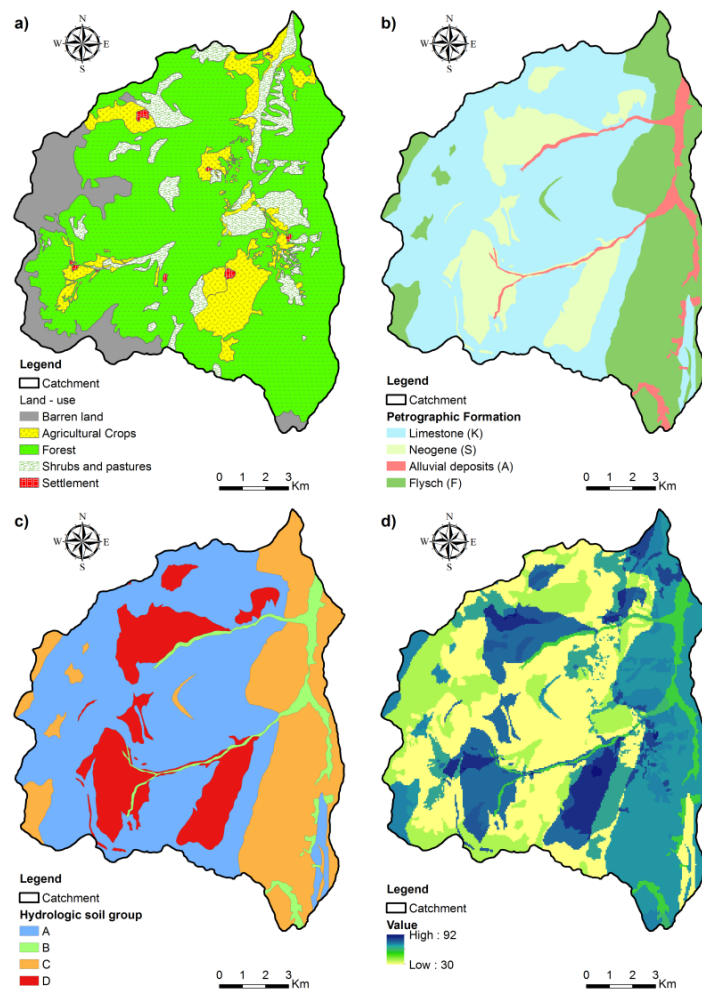 a)
N
W E
S
Legend
Catchment
Land - use
Barren land
Agricultural Crops
Forest
Shrubs and pastures
Settlement
0 1 2 3
Km
b)
N
W E
S
Legend
Catchment
Petrographic Formation
Limestone (K)
Neogene (S)
Alluvial deposits (A)
Flysch (F)
0 1 2 3
Km
c)
N
W E
S
Legend
Catchment
Hydrologic soil group
A
B
C
D
0 1 2 3
Km
d)
N
W E
S
Legend
Catchment
Value
High : 92
Low : 30
0 1 2 3
Km